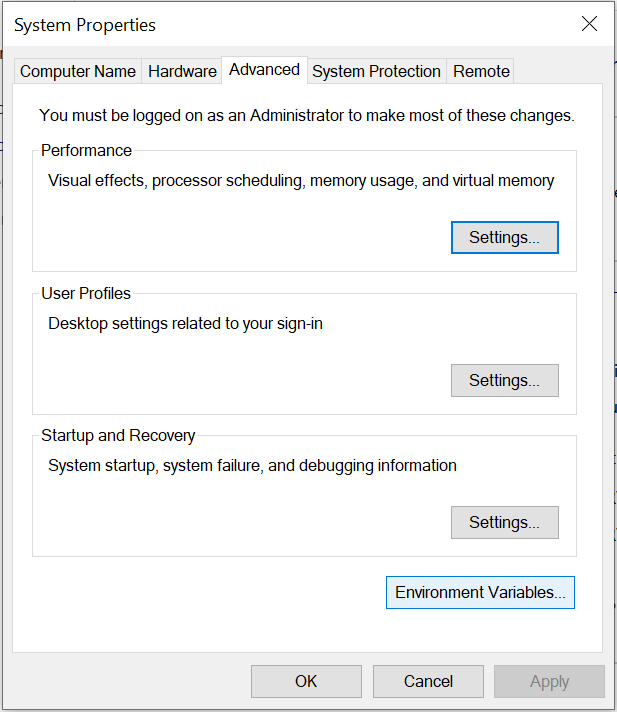 System Properties
Computer Name Hardware Advanced System Protection Remote
You must be logged on as an Administrator to make most of these changes.
Performance
Visual effects, processor scheduling, memory usage, and virtual memory
Settings...
User Profiles
Desktop settings related to your sign-in
Settings...
Startup and Recovery
System startup, system failure, and debugging information
Settings...
Environment Variables...
OK Cancel Apply